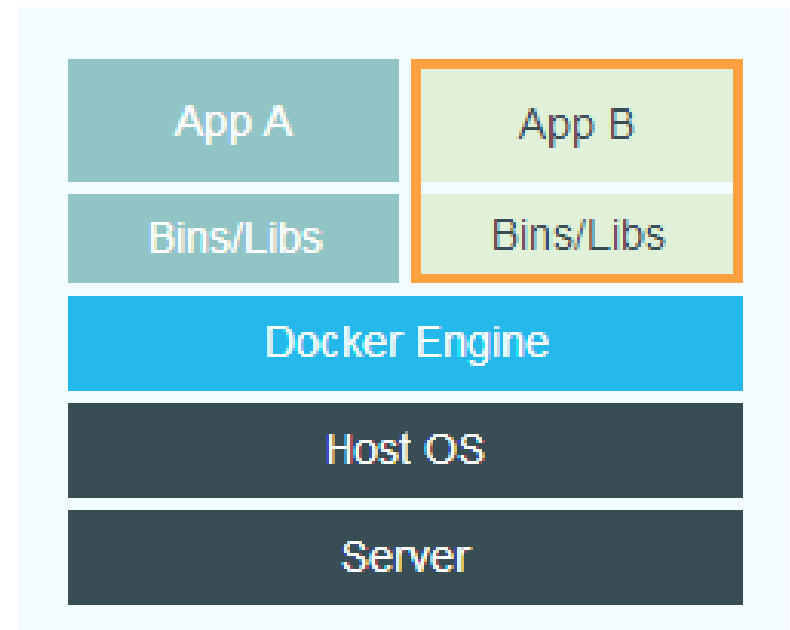 App A
App B
Bins/Libs
Bins/Libs
Docker Engine
Host OS
Server